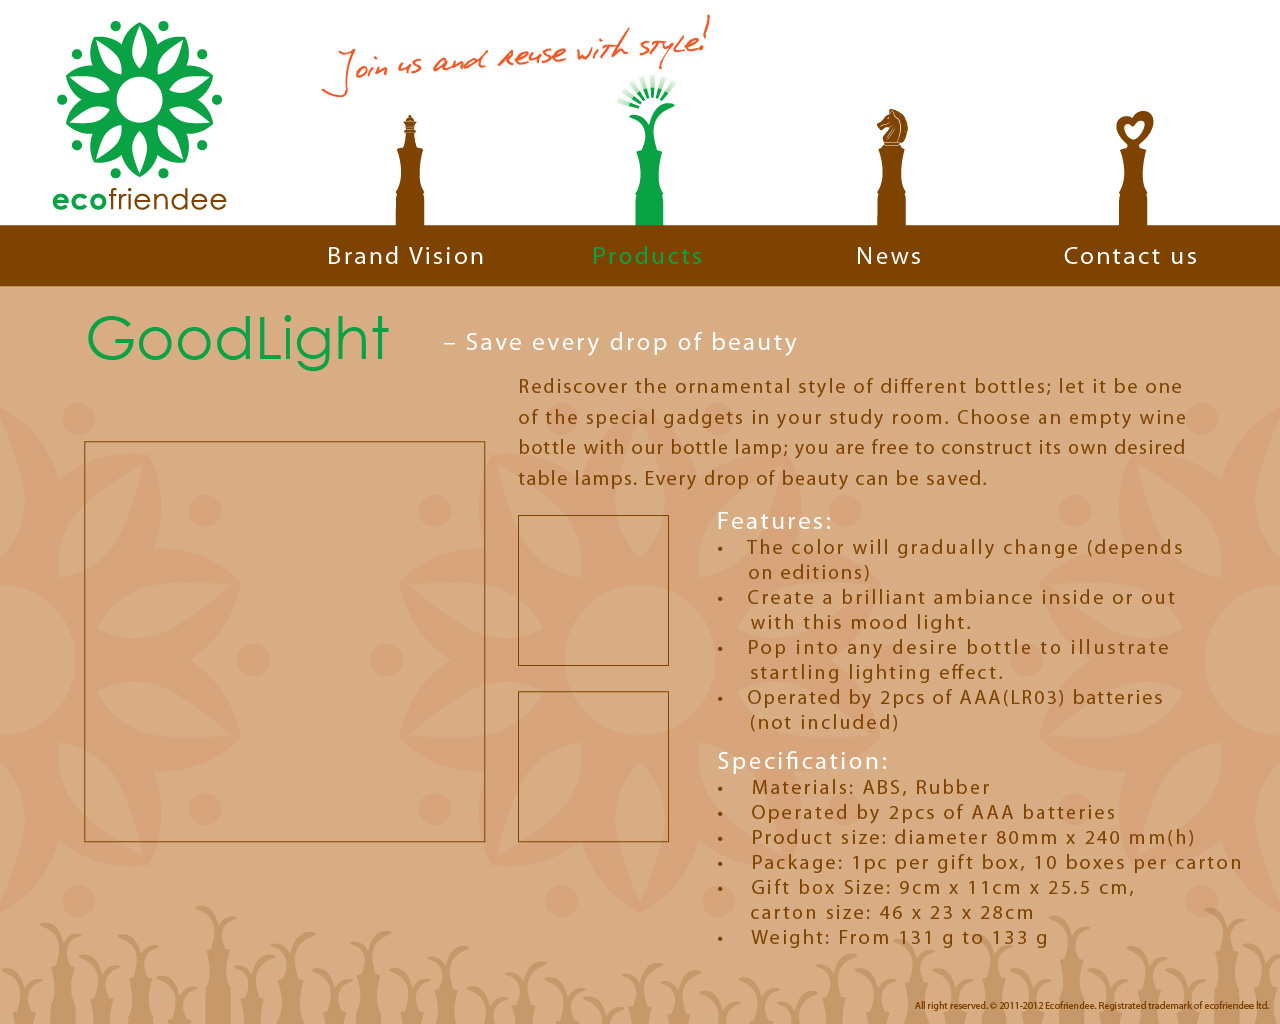 Join us and reuse with style!
ecofriendee
Brand Vision
Products
News
Contact us
GoodLight
– Save every drop of beauty
Rediscover the ornamental style of different bottles; let it be one
of the special gadgets in your study room. Choose an empty wine
bottle with our bottle lamp; you are free to construct its own desired
table lamps. Every drop of beauty can be saved.
Features:
• The color will gradually change (depends
on editions)
• Create a brilliant ambiance inside or out
with this mood light.
• Pop into any desire bottle to illustrate
startling lighting effect.
• Operated by 2pcs of AAA(LR03) batteries
(not included)
Specification:
• Materials: ABS, Rubber
• Operated by 2pcs of AAA batteries
• Product size: diameter 80mm x 240 mm(h)
• Package: 1pc per gift box, 10 boxes per carton
• Gift box Size: 9cm x 11cm x 25.5 cm,
carton size: 46 x 23 x 28cm
• Weight: From 131 g to 133 g
All right reserved. © 2011-2012 Ecofriendee. Registrated trademark of ecofriendee ltd.